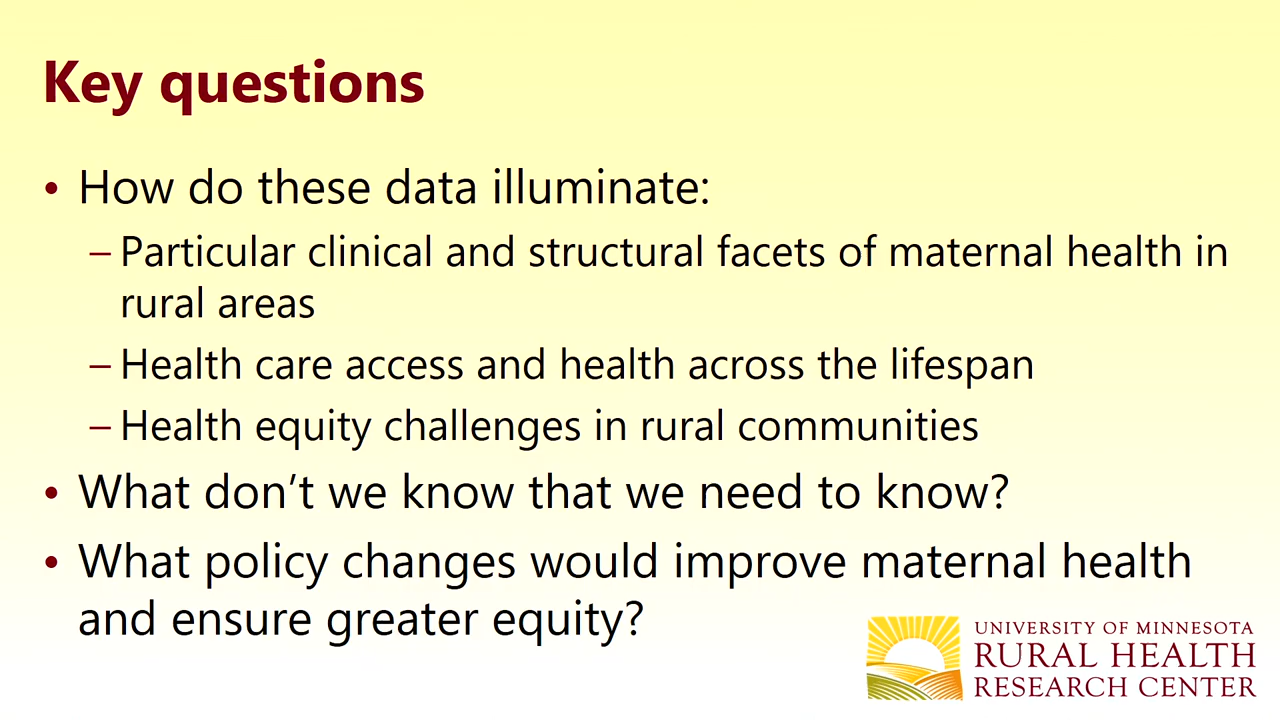 Key questions
• How do these data illuminate:
– Particular clinical and structural facets of maternal health in
rural areas
– Health care access and health across the lifespan
– Health equity challenges in rural communities
• What don’t we know that we need to know?
• What policy changes would improve maternal health
and ensure greater equity?
UNIVERSITY OF MINNESOTA
RURAL HEALTH
RESEARCH CENTER